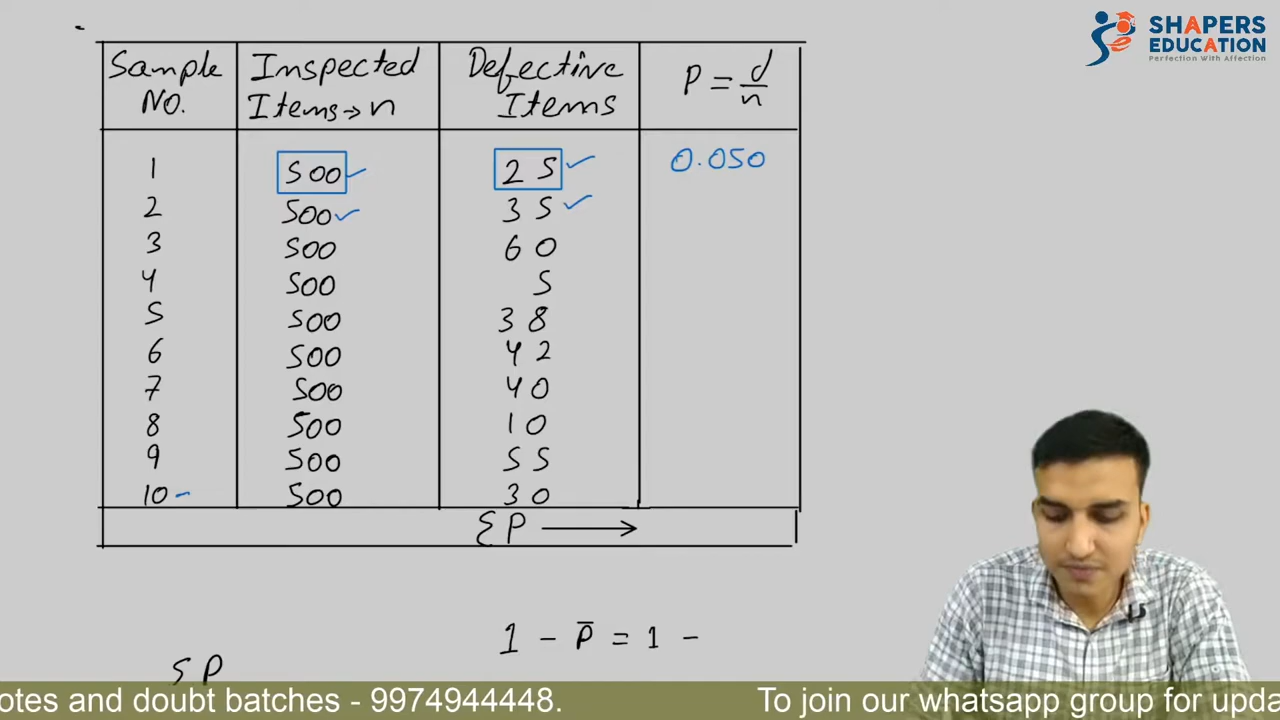 SHAPERS
EDUCATION
Perfection With Affection
Sample No. Inspected Items → n Defective Items P = d/n
1 500 25 0.050
2 500 35
3 500 60
4 500 5
5 500 38
6 500 42
7 500 40
8 500 10
9 500 55
10 500 30
ΣP →
1 - P̄ = 1 -
ΣP
otes and doubt batches - 9974944448. To join our whatsapp group for upda